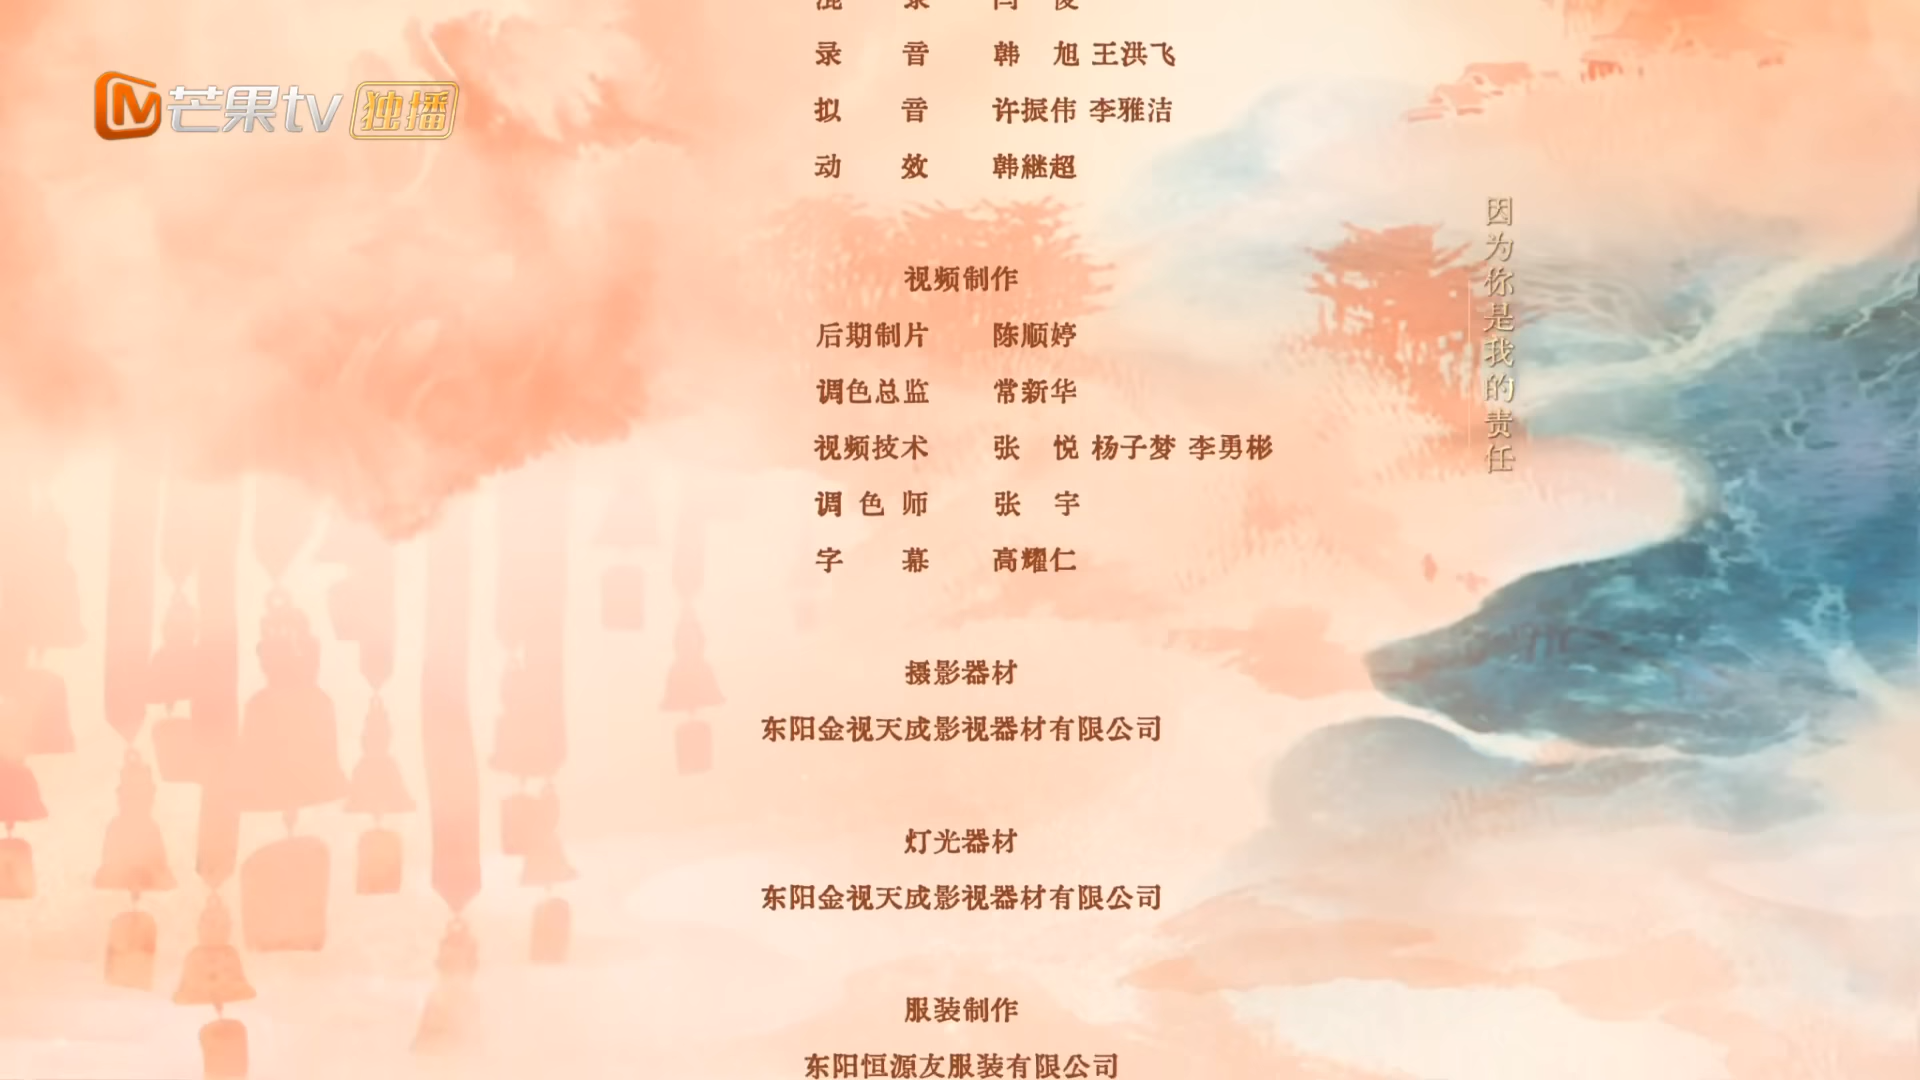 芒果tv 独播
录 音 韩 旭 王洪飞
拟 音 许振伟 李雅洁
动 效 韩継超
视频制作
后期制片 陈顺婷
调色总监 常新华
视频技术 张 悦 杨子梦 李勇彬
调 色 师 张 宇
字 幕 高耀仁
摄影器材
东阳金视天成影视器材有限公司
灯光器材
东阳金视天成影视器材有限公司
服装制作
东阳恒源友服装有限公司
因为你是我的责任